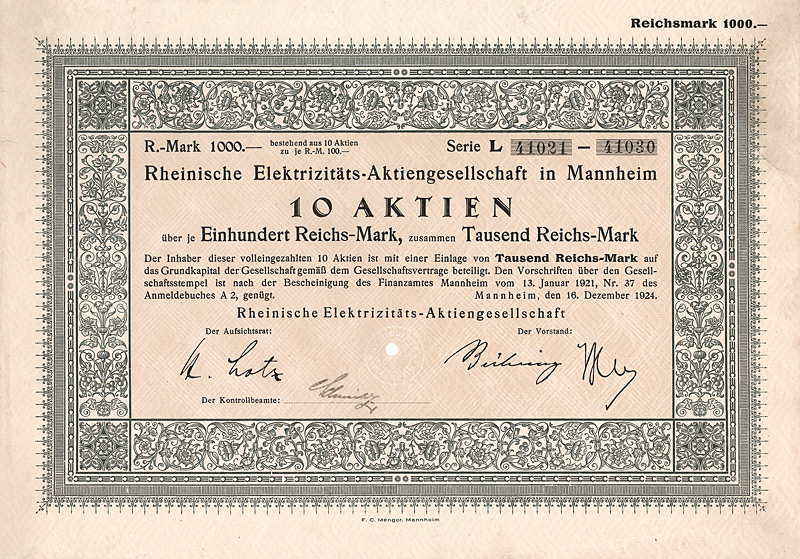 Reichsmark 1000.—
R.-Mark 1000.— bestehend aus 10 Aktien zu je R.-M. 100.— Serie L 41021 — 41030
Rheinische Elektrizitäts-Aktiengesellschaft in Mannheim
10 AKTIEN
über je Einhundert Reichs-Mark, zusammen Tausend Reichs-Mark
Der Inhaber dieser volleingezahlten 10 Aktien ist mit einer Einlage von Tausend Reichs-Mark auf
das Grundkapital der Gesellschaft gemäß dem Gesellschaftsvertrage beteiligt. Den Vorschriften über den Gesell-
schaftsstempel ist nach der Bescheinigung des Finanzamtes Mannheim vom 13. Januar 1921, Nr. 37 des
Anmeldebuches A 2, genügt. Mannheim, den 16. Dezember 1924.
Rheinische Elektrizitäts-Aktiengesellschaft
Der Aufsichtsrat: Der Vorstand:
Der Kontrollbeamte:
F. C. Menger, Mannheim